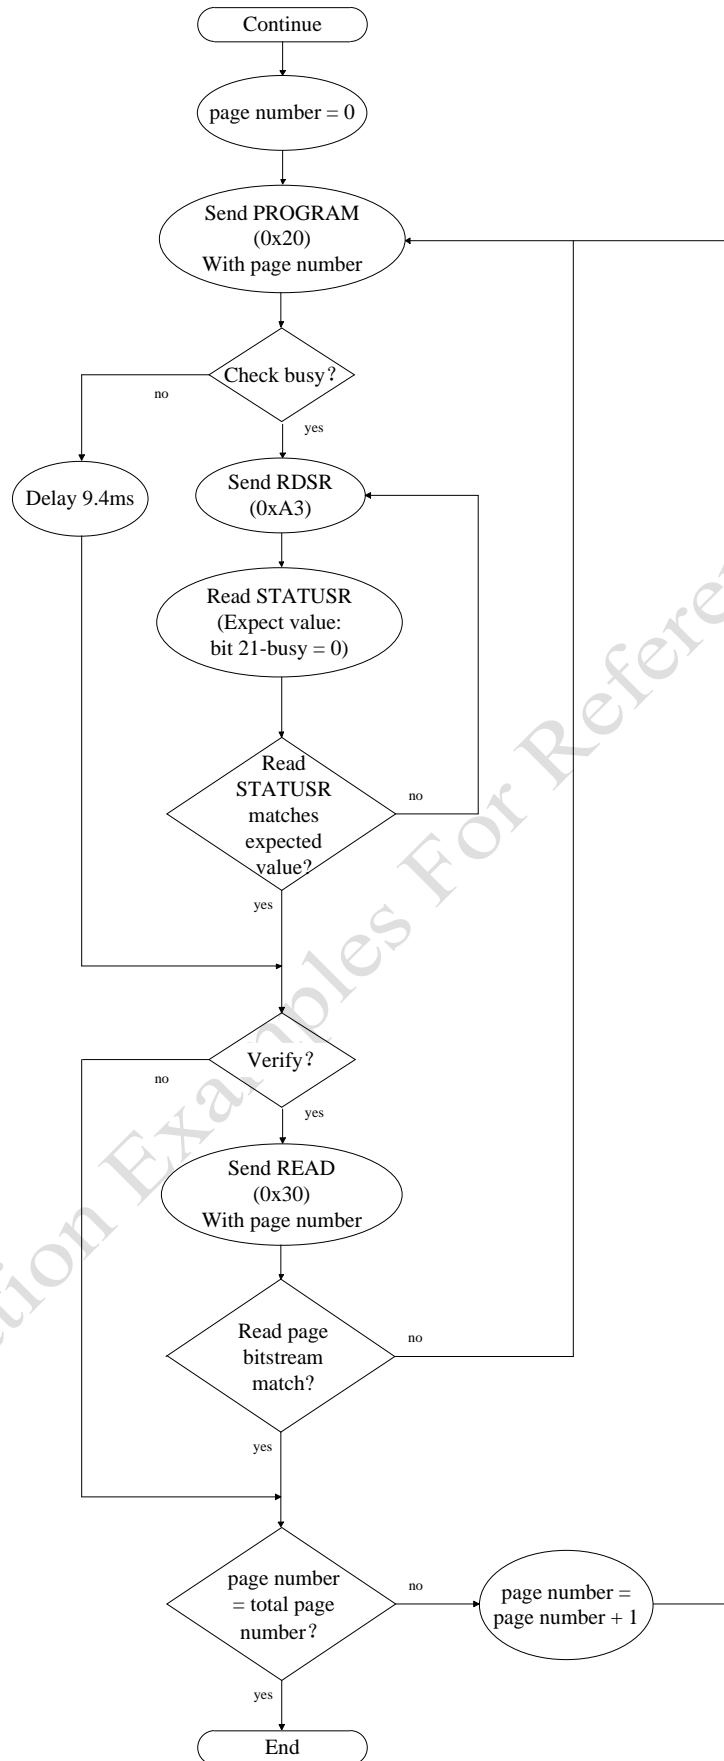 Continue
page number = 0
Send PROGRAM
(0x20)
With page number
Check busy?
no
yes
Delay 9.4ms
Send RDSR
(0xA3)
Read STATUSR
(Expect value:
bit 21-busy = 0)
Read
STATUSR
matches
expected
value?
no
yes
Verify?
no
yes
Send READ
(0x30)
With page number
Read page
bitstream
match?
no
yes
page number
= total page
number?
no
page number =
page number + 1
yes
End
Examples For